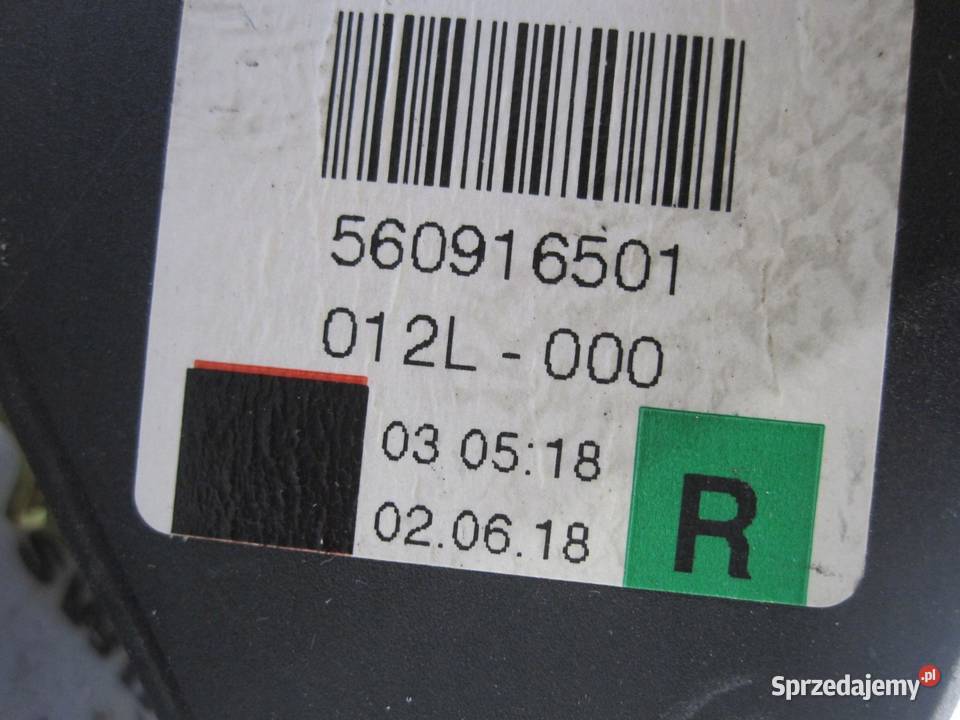 560916501
012L - 000
03 05:18
02.06.18
R
Sprzedajemy.pl